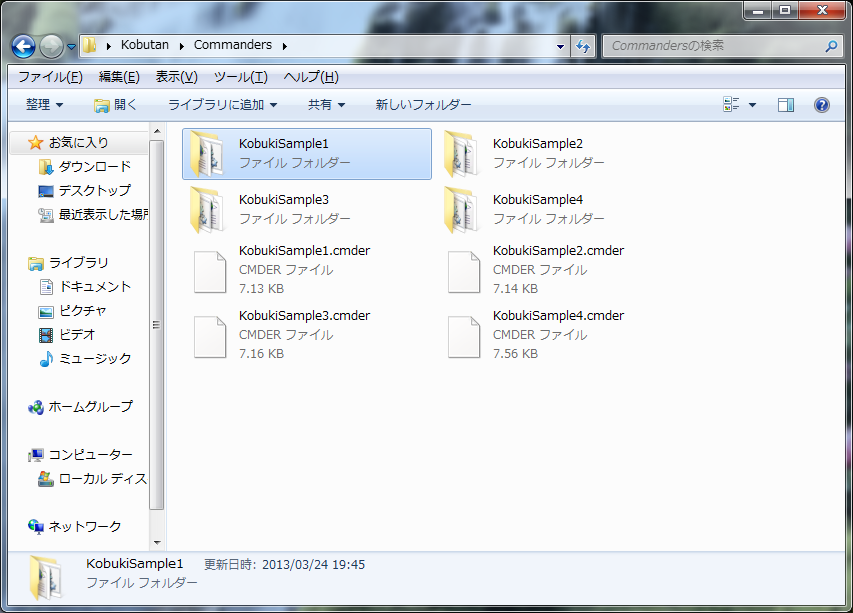 Kobutan Commanders
Commandersの検索
ファイル(F) 編集(E) 表示(V) ツール(T) ヘルプ(H)
整理 開く ライブラリに追加 共有 新しいフォルダー
お気に入り
ダウンロード
デスクトップ
最近表示した場所
ライブラリ
ドキュメント
ピクチャ
ビデオ
ミュージック
ホームグループ
コンピューター
ローカル ディス
ネットワーク
KobukiSample1
ファイル フォルダー
KobukiSample2
ファイル フォルダー
KobukiSample3
ファイル フォルダー
KobukiSample4
ファイル フォルダー
KobukiSample1.cmder
CMDER ファイル
7.13 KB
KobukiSample2.cmder
CMDER ファイル
7.14 KB
KobukiSample3.cmder
CMDER ファイル
7.16 KB
KobukiSample4.cmder
CMDER ファイル
7.56 KB
KobukiSample1 更新日時: 2013/03/24 19:45
ファイル フォルダー